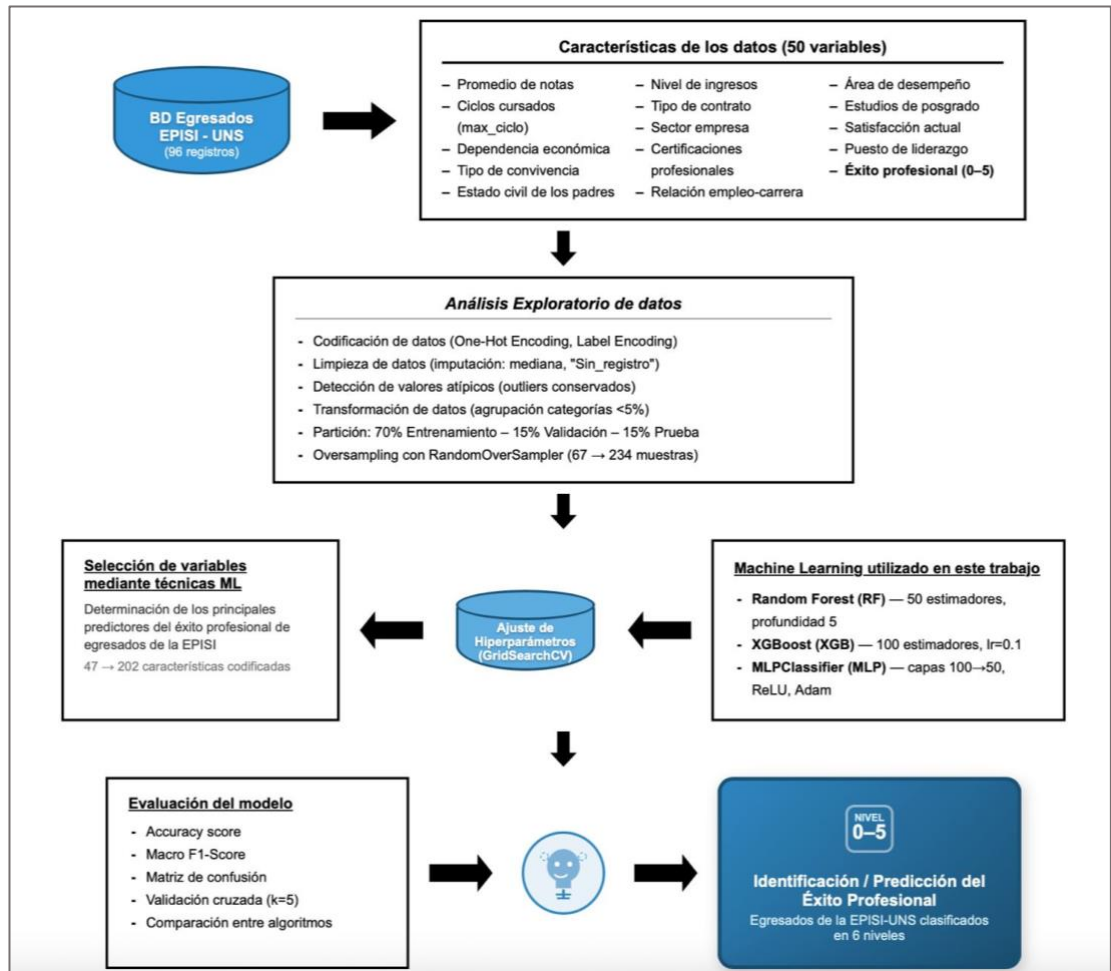 BD Egresados
EPISI - UNS
(96 registros)
Características de los datos (50 variables)
– Promedio de notas
– Ciclos cursados
(max_ciclo)
– Dependencia económica
– Tipo de convivencia
– Estado civil de los padres
– Nivel de ingresos
– Tipo de contrato
– Sector empresa
– Certificaciones
profesionales
– Relación empleo-carrera
– Área de desempeño
– Estudios de posgrado
– Satisfacción actual
– Puesto de liderazgo
– Éxito profesional (0–5)
Análisis Exploratorio de datos
- Codificación de datos (One-Hot Encoding, Label Encoding)
- Limpieza de datos (imputación: mediana, "Sin_registro")
- Detección de valores atípicos (outliers conservados)
- Transformación de datos (agrupación categorías <5%)
- Partición: 70% Entrenamiento – 15% Validación – 15% Prueba
- Oversampling con RandomOverSampler (67 → 234 muestras)
Selección de variables
mediante técnicas ML
Determinación de los principales
predictores del éxito profesional de
egresados de la EPISI
47 → 202 características codificadas
Ajuste de
Hiperparámetros
(GridSearchCV)
Machine Learning utilizado en este trabajo
- Random Forest (RF) — 50 estimadores,
profundidad 5
- XGBoost (XGB) — 100 estimadores, lr=0.1
- MLPClassifier (MLP) — capas 100→50,
ReLU, Adam
Evaluación del modelo
- Accuracy score
- Macro F1-Score
- Matriz de confusión
- Validación cruzada (k=5)
- Comparación entre algoritmos
NIVEL
0–5
Identificación / Predicción del
Éxito Profesional
Egresados de la EPISI-UNS clasificados
en 6 niveles